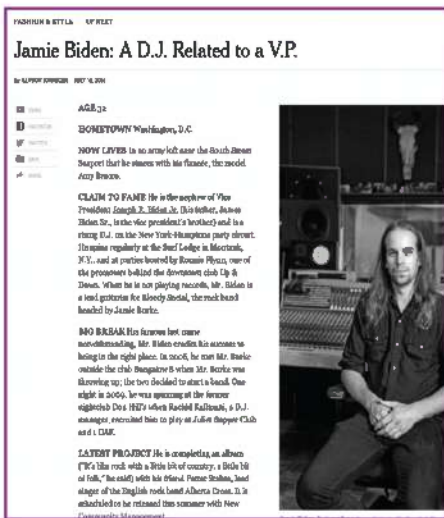 FASHION & STYLE UP NEXT
Jamie Biden: A D.J. Related to a V.P.
By JULY 2014
AGE 32
HOMETOWN Washington, D.C.
NOW LIVES In an airy loft near the South Street
Seaport that he shares with his fiancée, the model
Amy
CLAIM TO FAME He is the nephew of Vice
President Joseph R. Biden Jr. (his father, James
Biden Sr., is the vice president's brother) and is a
rising D.J. on the New York-Hamptons party circuit.
He spins regularly at the Surf Lodge in Montauk,
N.Y., and at parties hosted by Ronnie Flynn, one of
the promoters behind the downtown club Up &
Down. When he is not playing records, Mr. Biden is
a lead guitarist for Bloody Social, the rock band
headed by Jamie Burke.
BIG BREAK His famous last name
notwithstanding, Mr. Biden credits his success to
being in the right place. In 2006, he met Mr. Burke
outside the club Bungalow 8 when Mr. Burke was
throwing up; the two decided to start a band. One
night in 2009, he was spinning at the former
nightclub Don Hill's when Rachid a D.J.
manager, recruited him to play at Juliet Supper Club
and 1 OAK.
LATEST PROJECT He is completing an album
("It's like rock with a little bit of country, a little bit
of folk," he said) with his friend lead
singer of the English rock band Alberta Cross. It is
scheduled to be released this summer with New
Community Management